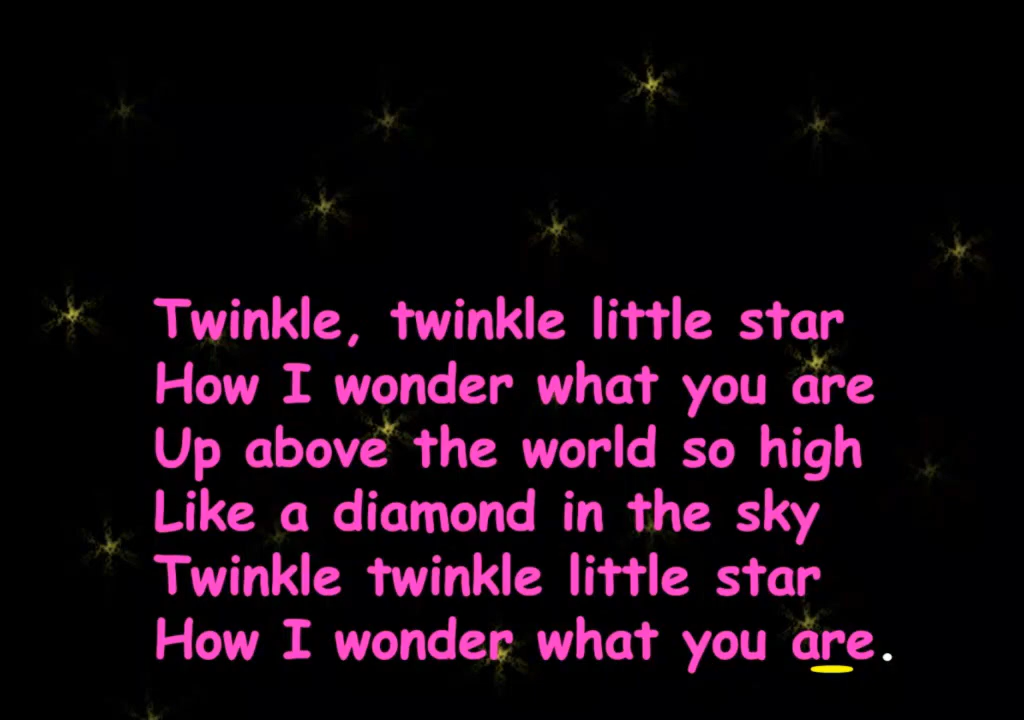 Twinkle, twinkle little star
How I wonder what you are
Up above the world so high
Like a diamond in the sky
Twinkle twinkle little star
How I wonder what you are.